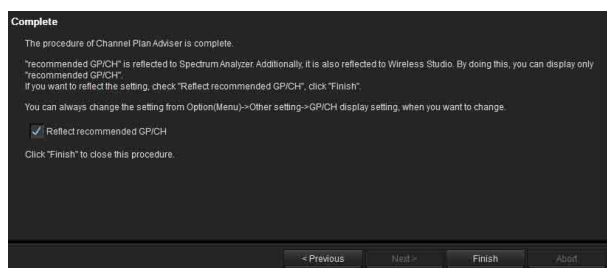 Complete
The procedure of Channel Plan Adviser is complete.
"recommended GP/CH" is reflected to Spectrum Analyzer. Additionally, it is also reflected to Wireless Studio. By doing this, you can display only
"recommended GP/CH".
If you want to reflect the setting, check "Reflect recommended GP/CH", click "Finish".
You can always change the setting from Option(Menu)->Other setting->GP/CH display setting, when you want to change.
Reflect recommended GP/CH
Click "Finish" to close this procedure.
< Previous
Next >
Finish
Abort